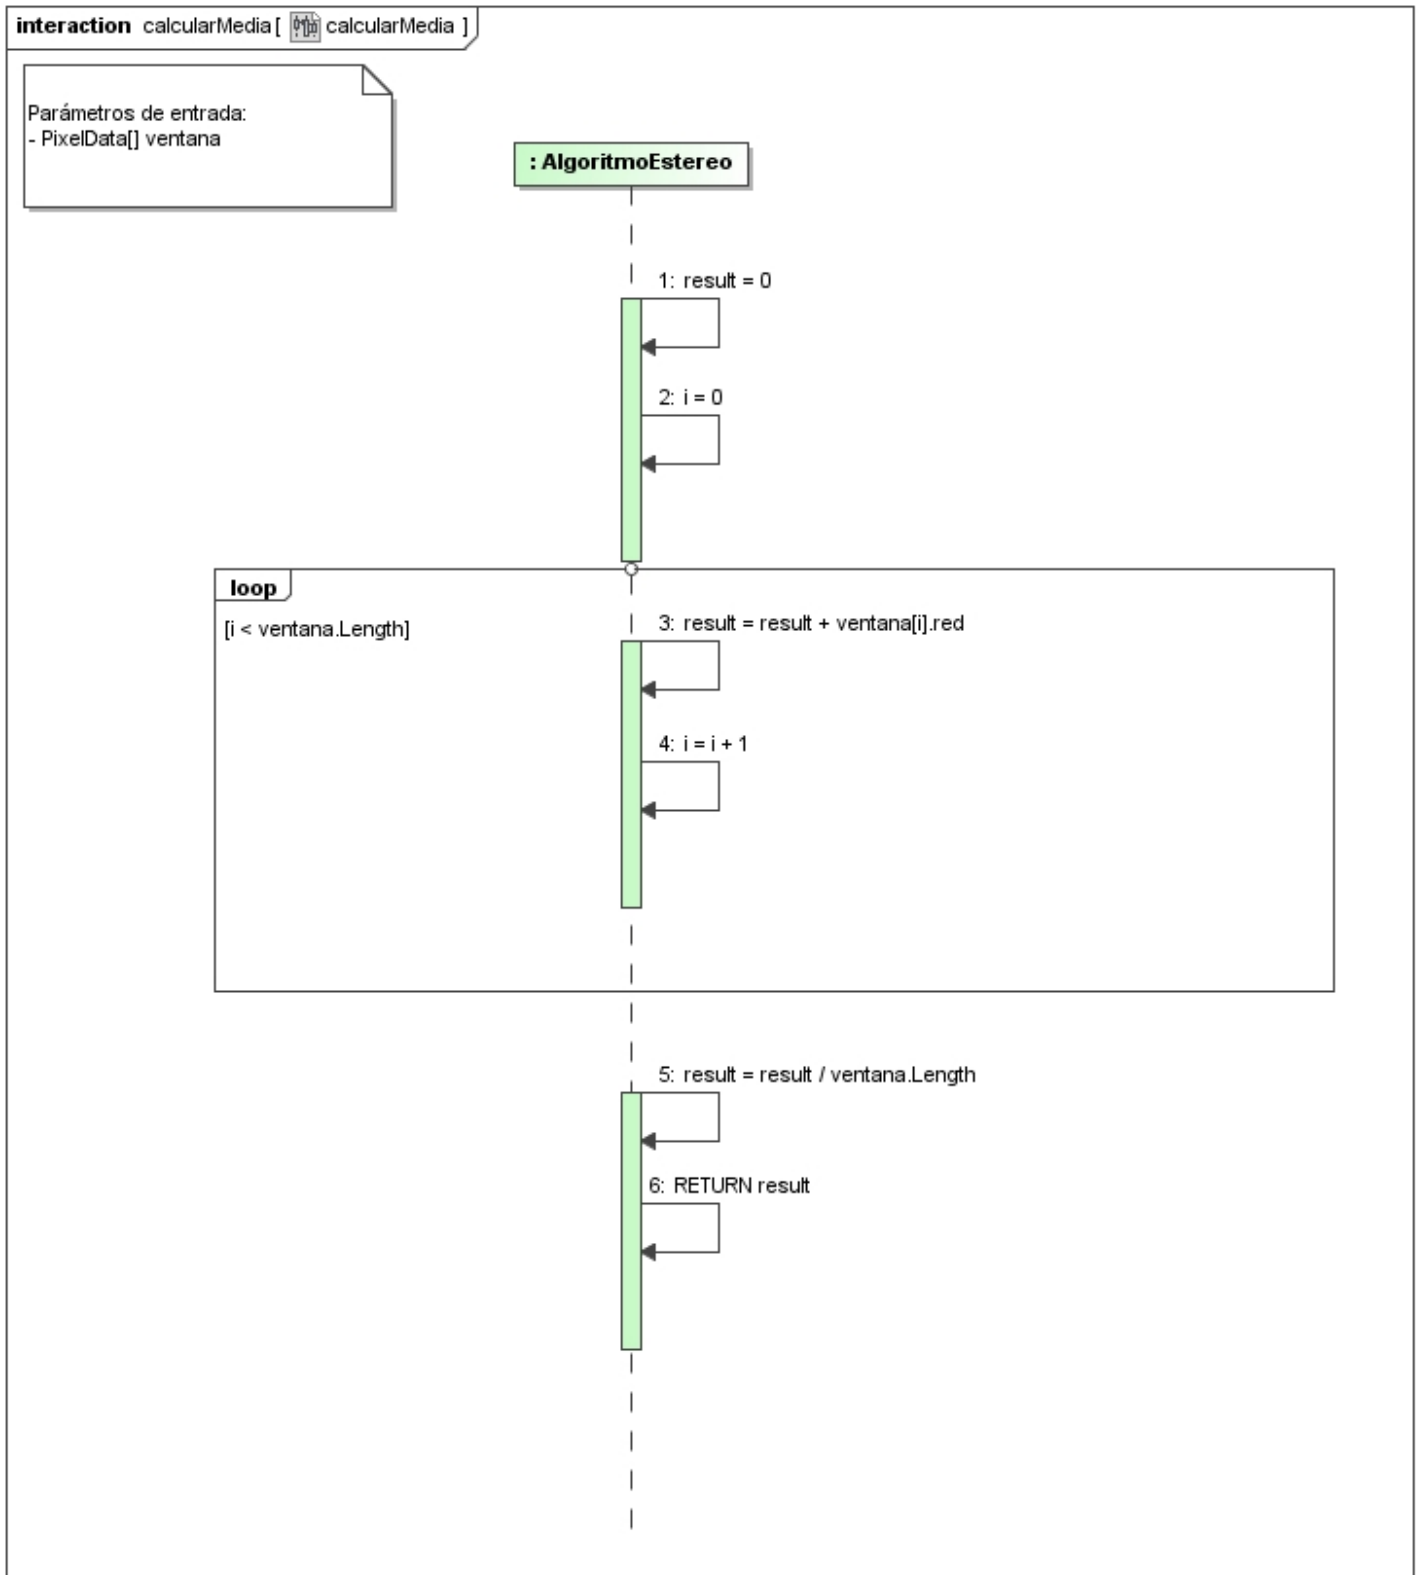 interaction calcularMedia [ calcularMedia ]
Parámetros de entrada:
- PixelData[] ventana
: AlgoritmoEstereo
1: result = 0
2: i = 0
loop
[i < ventana.Length]
3: result = result + ventana[i].red
4: i = i + 1
5: result = result / ventana.Length
6: RETURN result